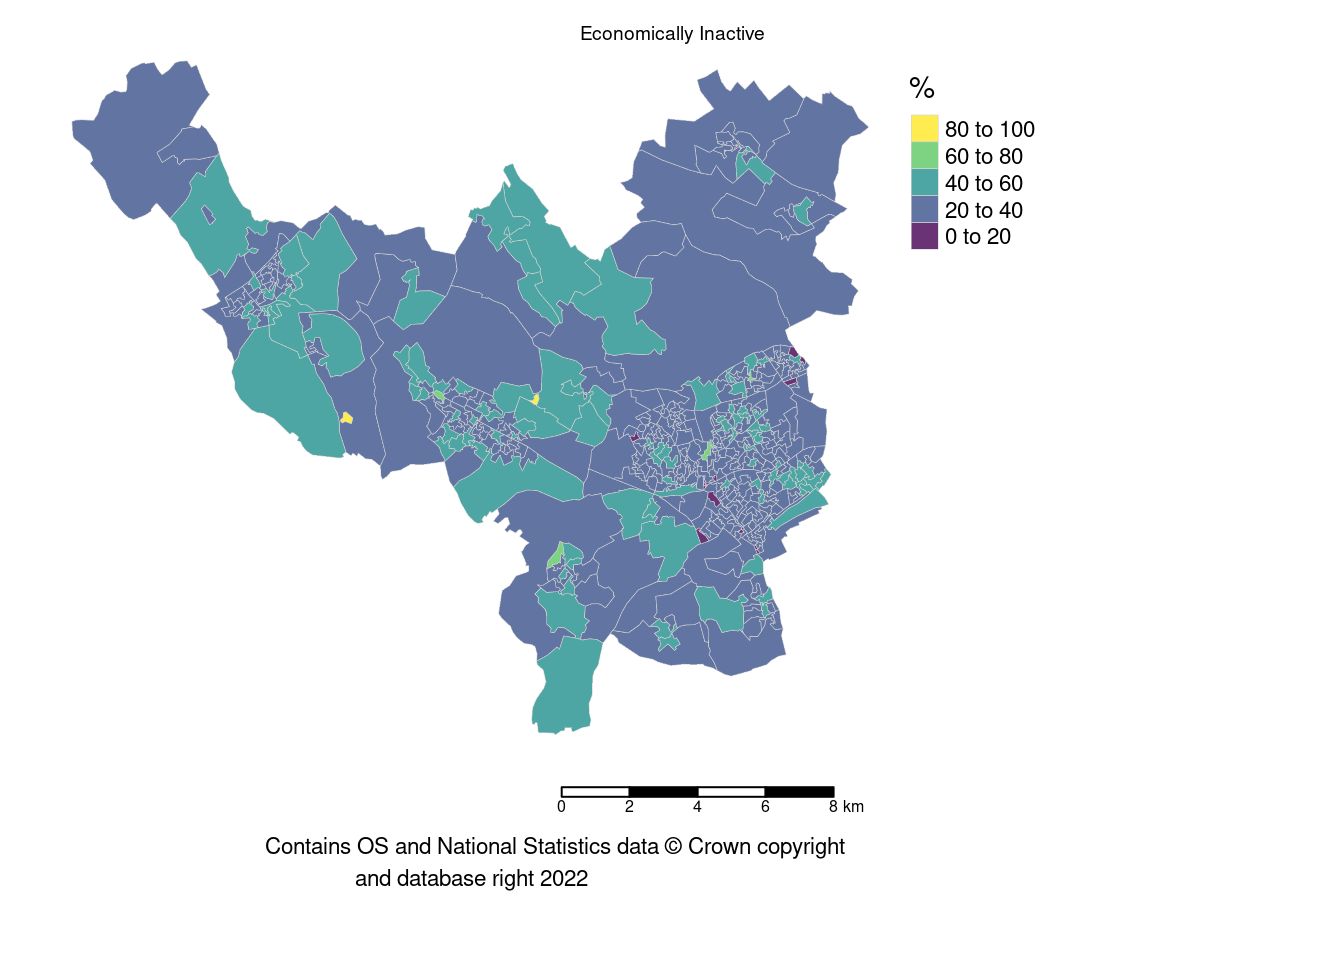 Economically Inactive
%
80 to 100
60 to 80
40 to 60
20 to 40
0 to 20
0 2 4 6 8 km
Contains OS and National Statistics data © Crown copyright
and database right 2022